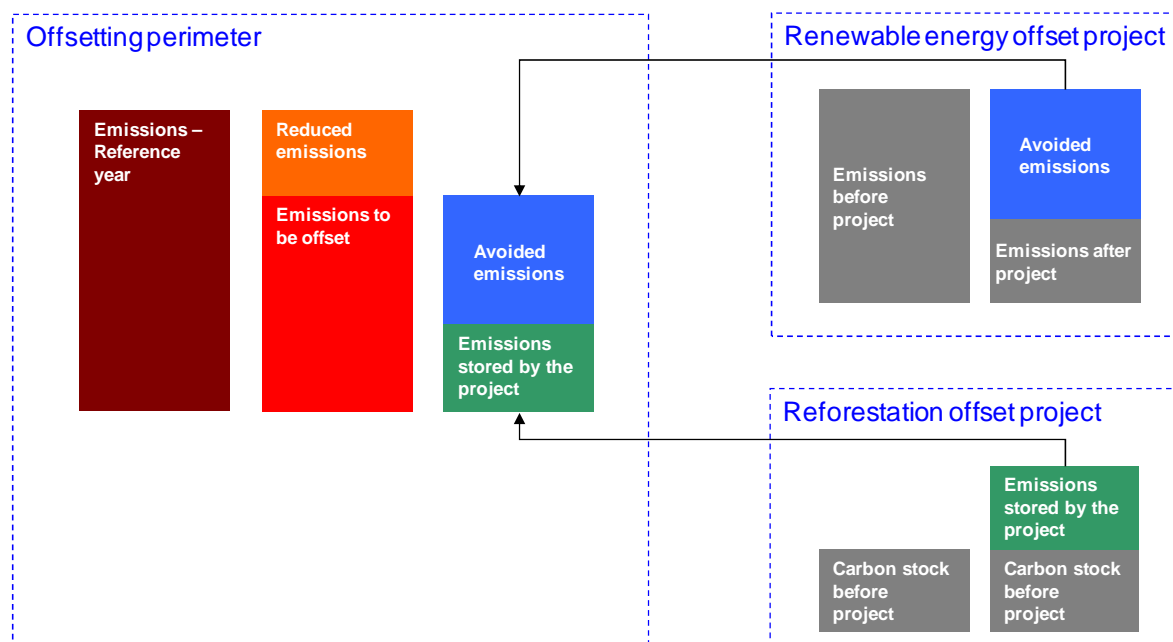 Offsetting perimeter
Emissions –
Reference
year
Reduced
emissions
Emissions to
be offset
Avoided
emissions
Emissions
stored by the
project
Renewable energy offset project
Emissions
before
project
Avoided
emissions
Emissions after
project
Reforestation offset project
Emissions
stored by the
project
Carbon stock
before
project
Carbon stock
before
project